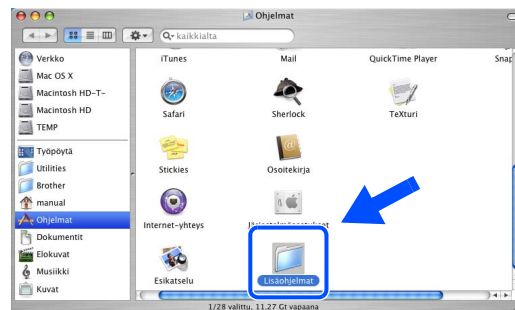 Ohjelmat
kaikkialta
Verkko
Mac OS X
Macintosh HD-T-
Macintosh HD
TEMP
Työpöytä
Utilities
Brother
manual
Ohjelmat
Dokumentit
Elokuvat
Musiikki
Kuvat
iTunes Mail QuickTime Player Snap
Safari Sherlock TeXturi
Stickies Osoitekirja
Internet-yhteys
Esikatselu Lisäohjelmat
1/28 valittu, 11.27 Gt vapaana